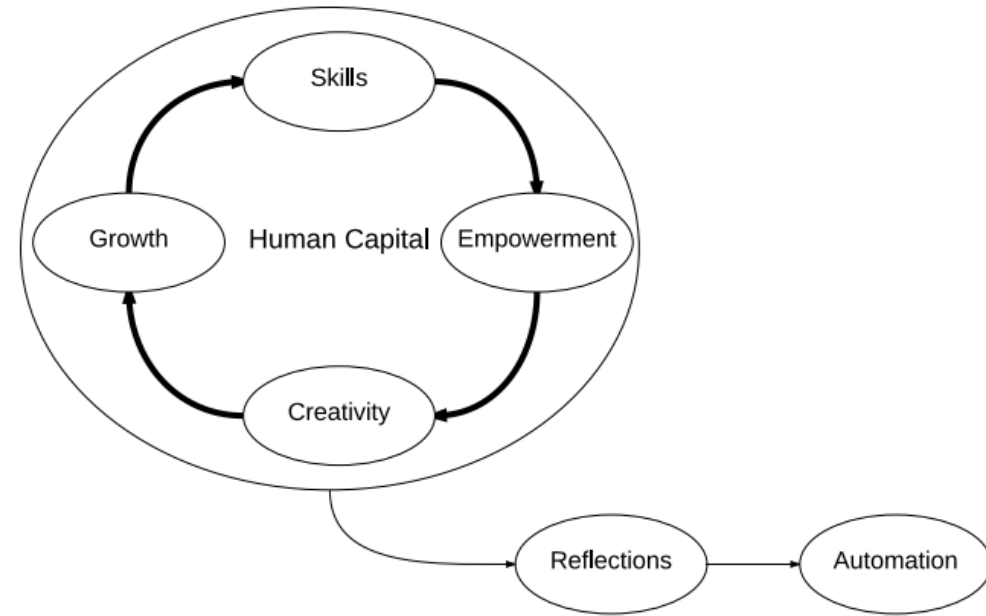 Skills
Growth
Human Capital
Empowerment
Creativity
Reflections
Automation